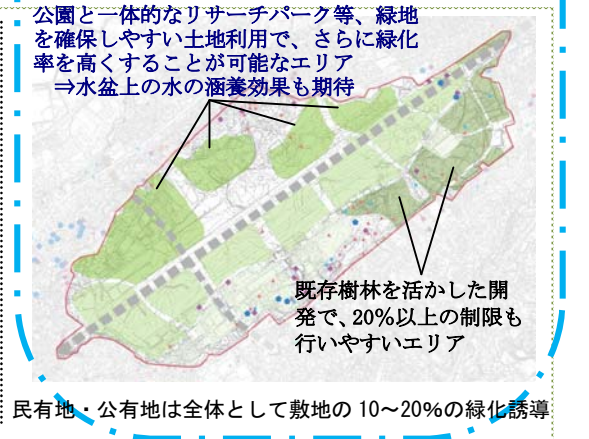 公園と一体的なリサーチパーク等、緑地
を確保しやすい土地利用で、さらに緑化
率を高くすることが可能なエリア
⇒水盆上の水の涵養効果も期待
既存樹林を活かした開
発で、20％以上の制限も
行いやすいエリア
民有地・公有地は全体として敷地の 10～20％の緑化誘導